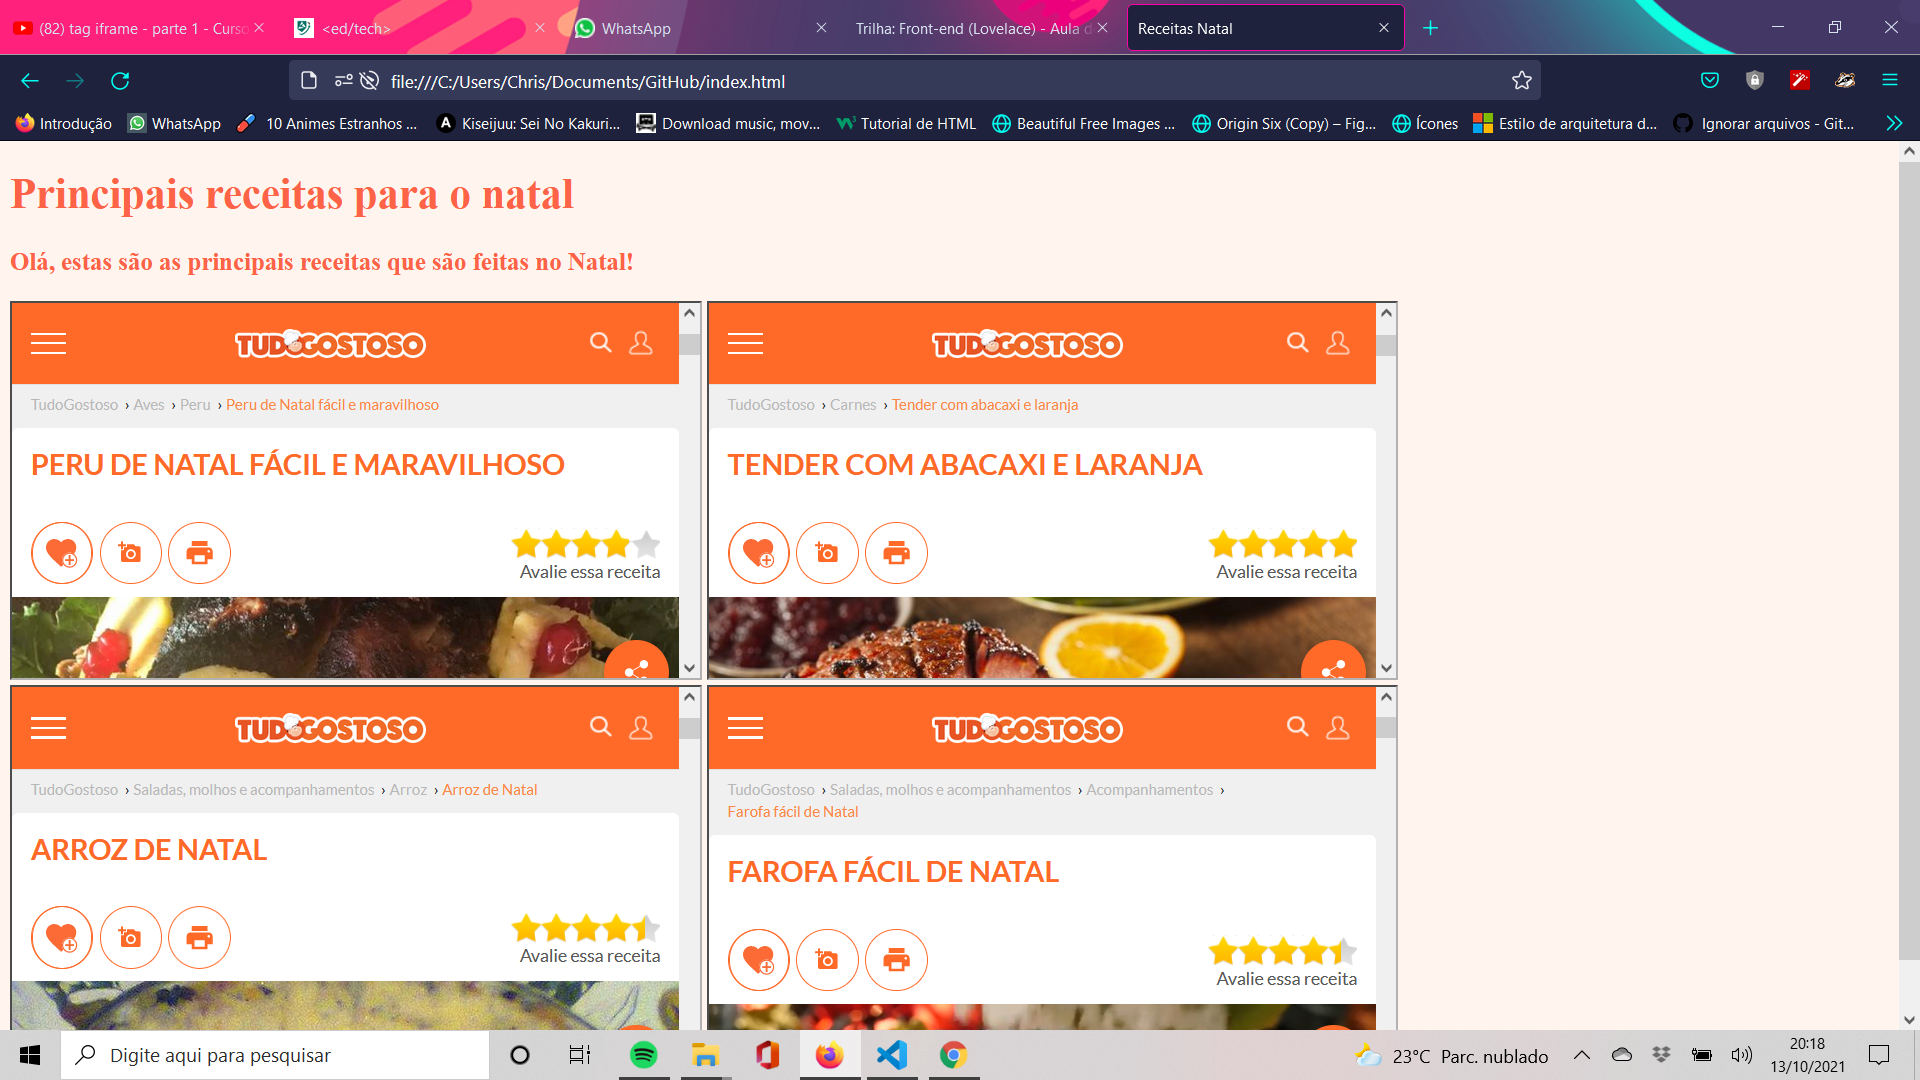 (82) tag iframe - parte 1 - Curso
<ed/tech>
WhatsApp
Trilha: Front-end (Lovelace) - Aula d
Receitas Natal
file:///C:/Users/Chris/Documents/GitHub/index.html
Introdução
WhatsApp
10 Animes Estranhos ...
Kiseijuu: Sei No Kakuri...
Download music, mov...
Tutorial de HTML
Beautiful Free Images ...
Origin Six (Copy) – Fig...
Ícones
Estilo de arquitetura d...
Ignorar arquivos - Git...
Principais receitas para o natal
Olá, estas são as principais receitas que são feitas no Natal!
TUDOGOSTOSO
TudoGostoso › Aves › Peru › Peru de Natal fácil e maravilhoso
PERU DE NATAL FÁCIL E MARAVILHOSO
Avalie essa receita
TUDOGOSTOSO
TudoGostoso › Carnes › Tender com abacaxi e laranja
TENDER COM ABACAXI E LARANJA
Avalie essa receita
TUDOGOSTOSO
TudoGostoso › Saladas, molhos e acompanhamentos › Arroz › Arroz de Natal
ARROZ DE NATAL
Avalie essa receita
TUDOGOSTOSO
TudoGostoso › Saladas, molhos e acompanhamentos › Acompanhamentos ›
Farofa fácil de Natal
FAROFA FÁCIL DE NATAL
Avalie essa receita
Digite aqui para pesquisar
23°C Parc. nublado
20:18
13/10/2021